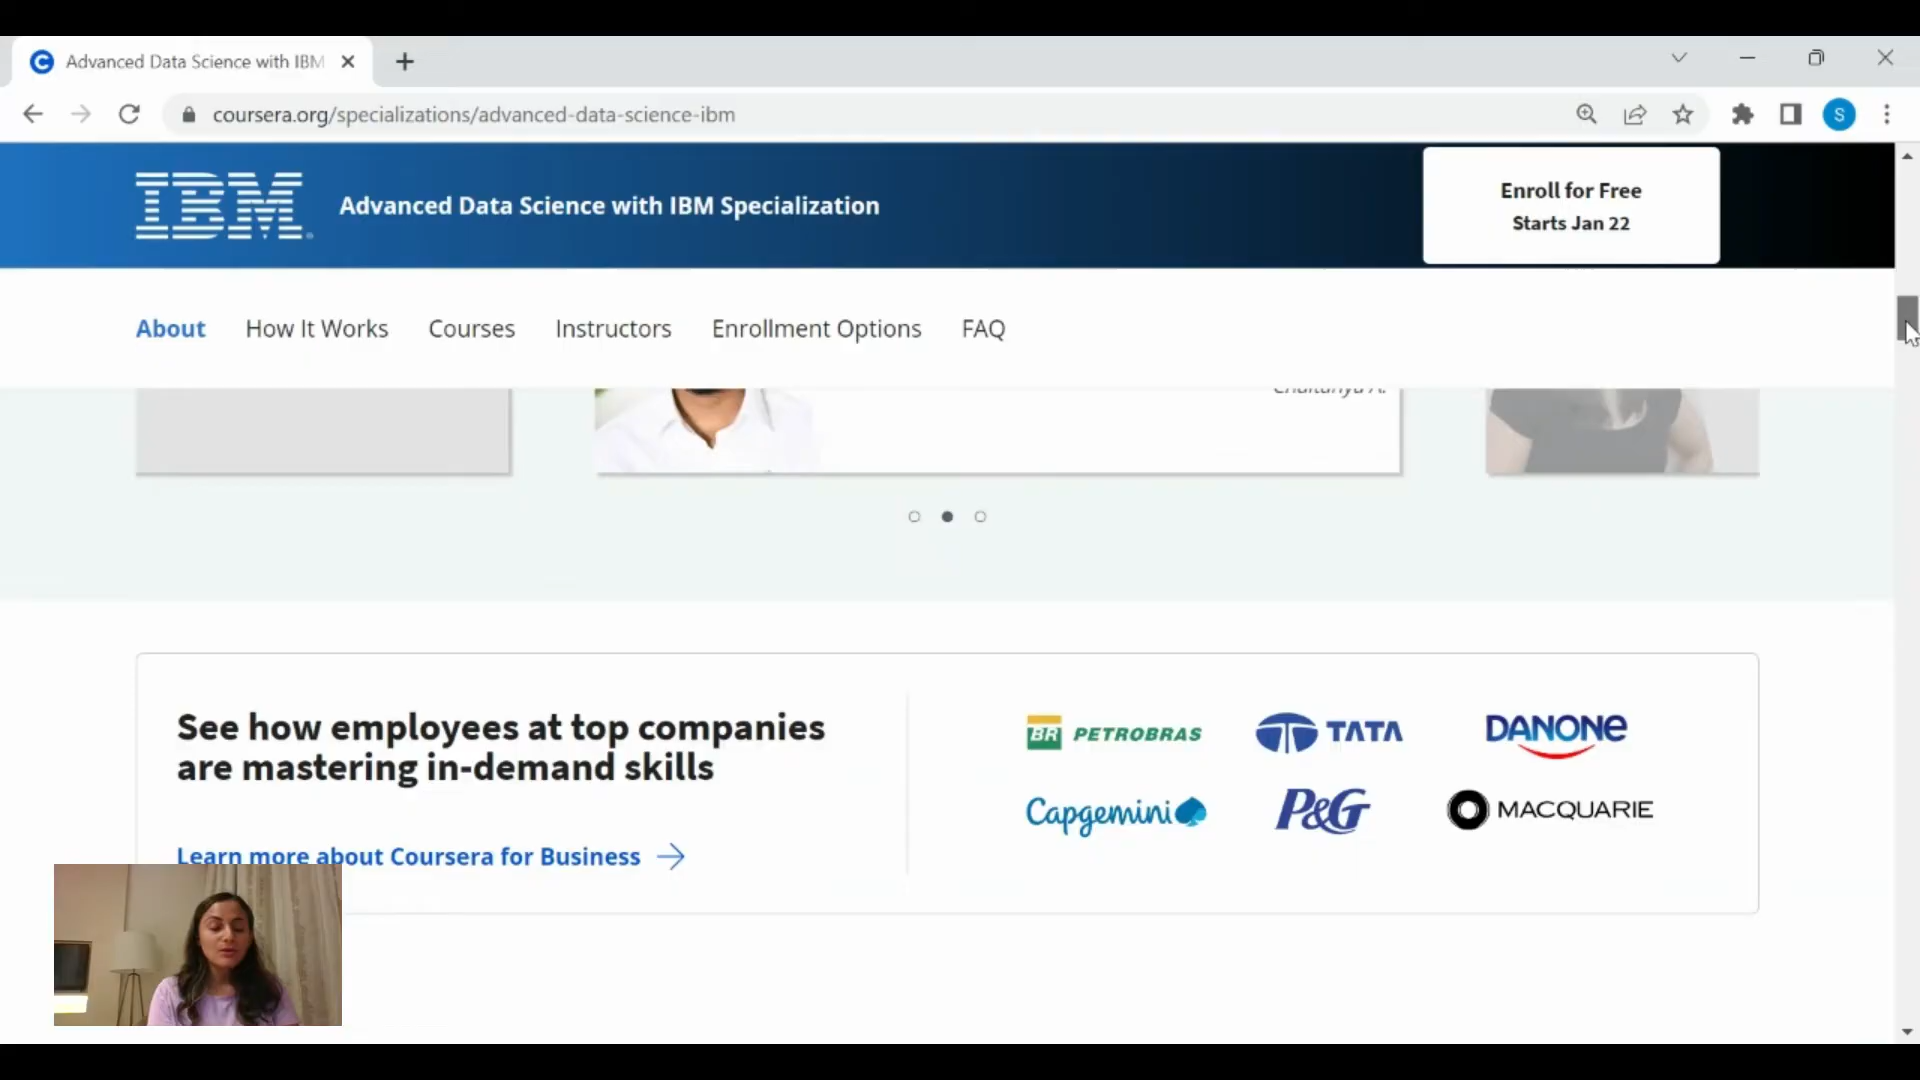 Advanced Data Science with IBM
coursera.org/specializations/advanced-data-science-ibm
S
IBM
Advanced Data Science with IBM Specialization
Enroll for Free
Starts Jan 22
About
How It Works
Courses
Instructors
Enrollment Options
FAQ
See how employees at top companies
are mastering in-demand skills
Learn more about Coursera for Business
BR PETROBRAS
TATA
DANONE
Capgemini
P&G
MACQUARIE